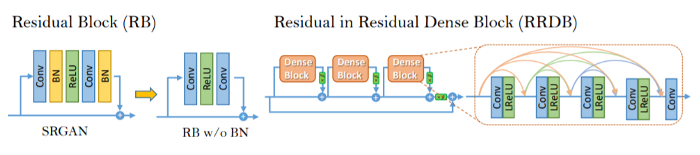 Residual Block (RB)
Conv
BN
ReLU
Conv
BN
SRGAN
Conv
ReLU
Conv
RB w/o BN
Residual in Residual Dense Block (RRDB)
Dense
Block
Dense
Block
Dense
Block
Conv
LReLU
Conv
LReLU
Conv
LReLU
Conv
LReLU
Conv